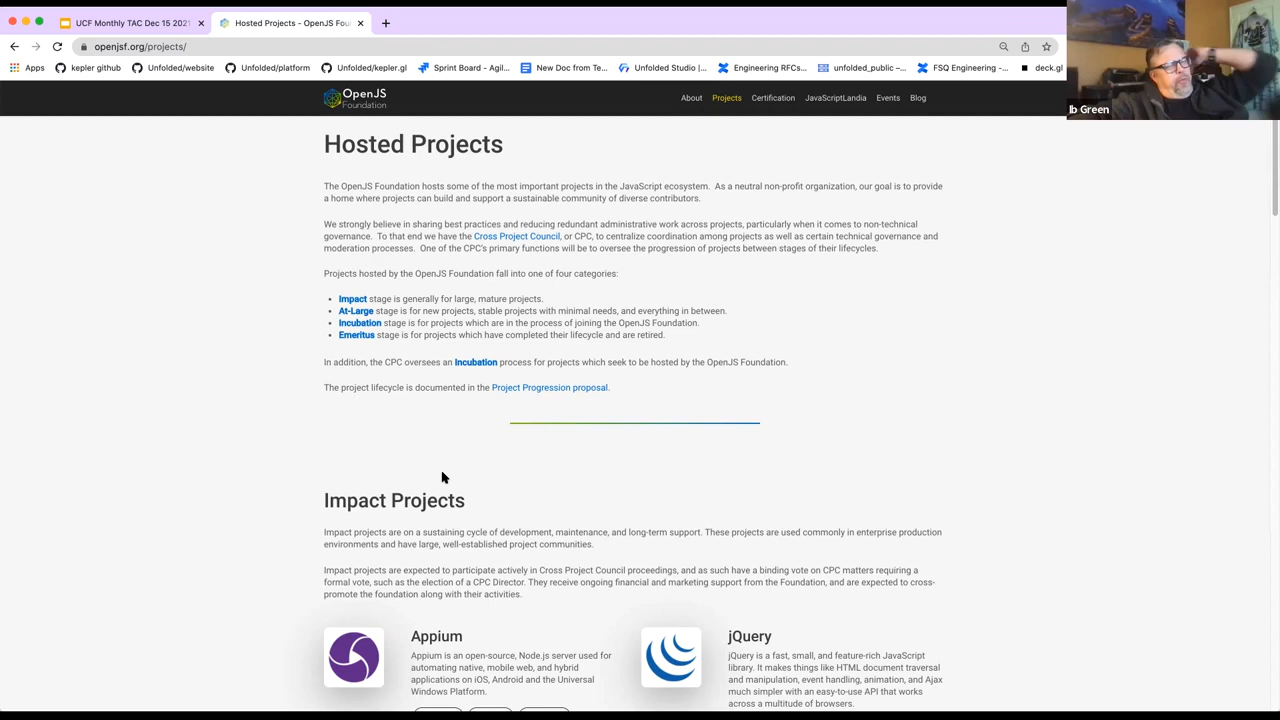 UCF Monthly TAC Dec 15 2021
Hosted Projects - OpenJS Fou
openjsf.org/projects/
Apps
kepler github
Unfolded/website
Unfolded/platform
Unfolded/kepler.gl
Sprint Board - Agil...
New Doc from Te...
Unfolded Studio |...
Engineering RFCs...
unfolded_public –...
FSQ Engineering -...
deck.gl
Ib Green
OpenJS
Foundation
About
Projects
Certification
JavaScriptLandia
Events
Blog
Hosted Projects
The OpenJS Foundation hosts some of the most important projects in the JavaScript ecosystem. As a neutral non-profit organization, our goal is to provide
a home where projects can build and support a sustainable community of diverse contributors.
We strongly believe in sharing best practices and reducing redundant administrative work across projects, particularly when it comes to non-technical
governance. To that end we have the Cross Project Council, or CPC, to centralize coordination among projects as well as certain technical governance and
moderation processes. One of the CPC's primary functions will be to oversee the progression of projects between stages of their lifecycles.
Projects hosted by the OpenJS Foundation fall into one of four categories:
• Impact stage is generally for large, mature projects.
• At-Large stage is for new projects, stable projects with minimal needs, and everything in between.
• Incubation stage is for projects which are in the process of joining the OpenJS Foundation.
• Emeritus stage is for projects which have completed their lifecycle and are retired.
In addition, the CPC oversees an Incubation process for projects which seek to be hosted by the OpenJS Foundation.
The project lifecycle is documented in the Project Progression proposal.
Impact Projects
Impact projects are on a sustaining cycle of development, maintenance, and long-term support. These projects are used commonly in enterprise production
environments and have large, well-established project communities.
Impact projects are expected to participate actively in Cross Project Council proceedings, and as such have a binding vote on CPC matters requiring a
formal vote, such as the election of a CPC Director. They receive ongoing financial and marketing support from the Foundation, and are expected to cross-
promote the foundation along with their activities.
Appium
Appium is an open-source, Node.js server used for
automating native, mobile web, and hybrid
applications on iOS, Android and the Universal
Windows Platform.
jQuery
jQuery is a fast, small, and feature-rich JavaScript
library. It makes things like HTML document traversal
and manipulation, event handling, animation, and Ajax
much simpler with an easy-to-use API that works
across a multitude of browsers.